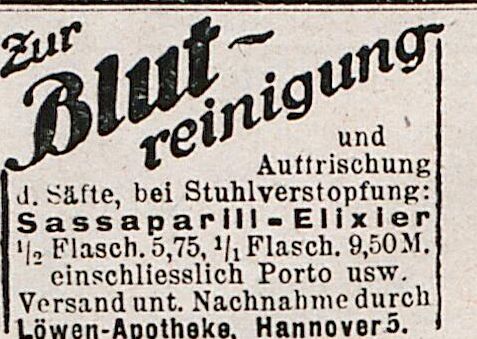 Zur
Blut-
reinigung
und
Auffrischung
d. Säfte, bei Stuhlverstopfung:
Sassaparill-Elixier
½ Flasch. 5,75, ¹/₁ Flasch. 9,50 M.
einschliesslich Porto usw.
Versand unt. Nachnahme durch
Löwen-Apotheke, Hannover 5.